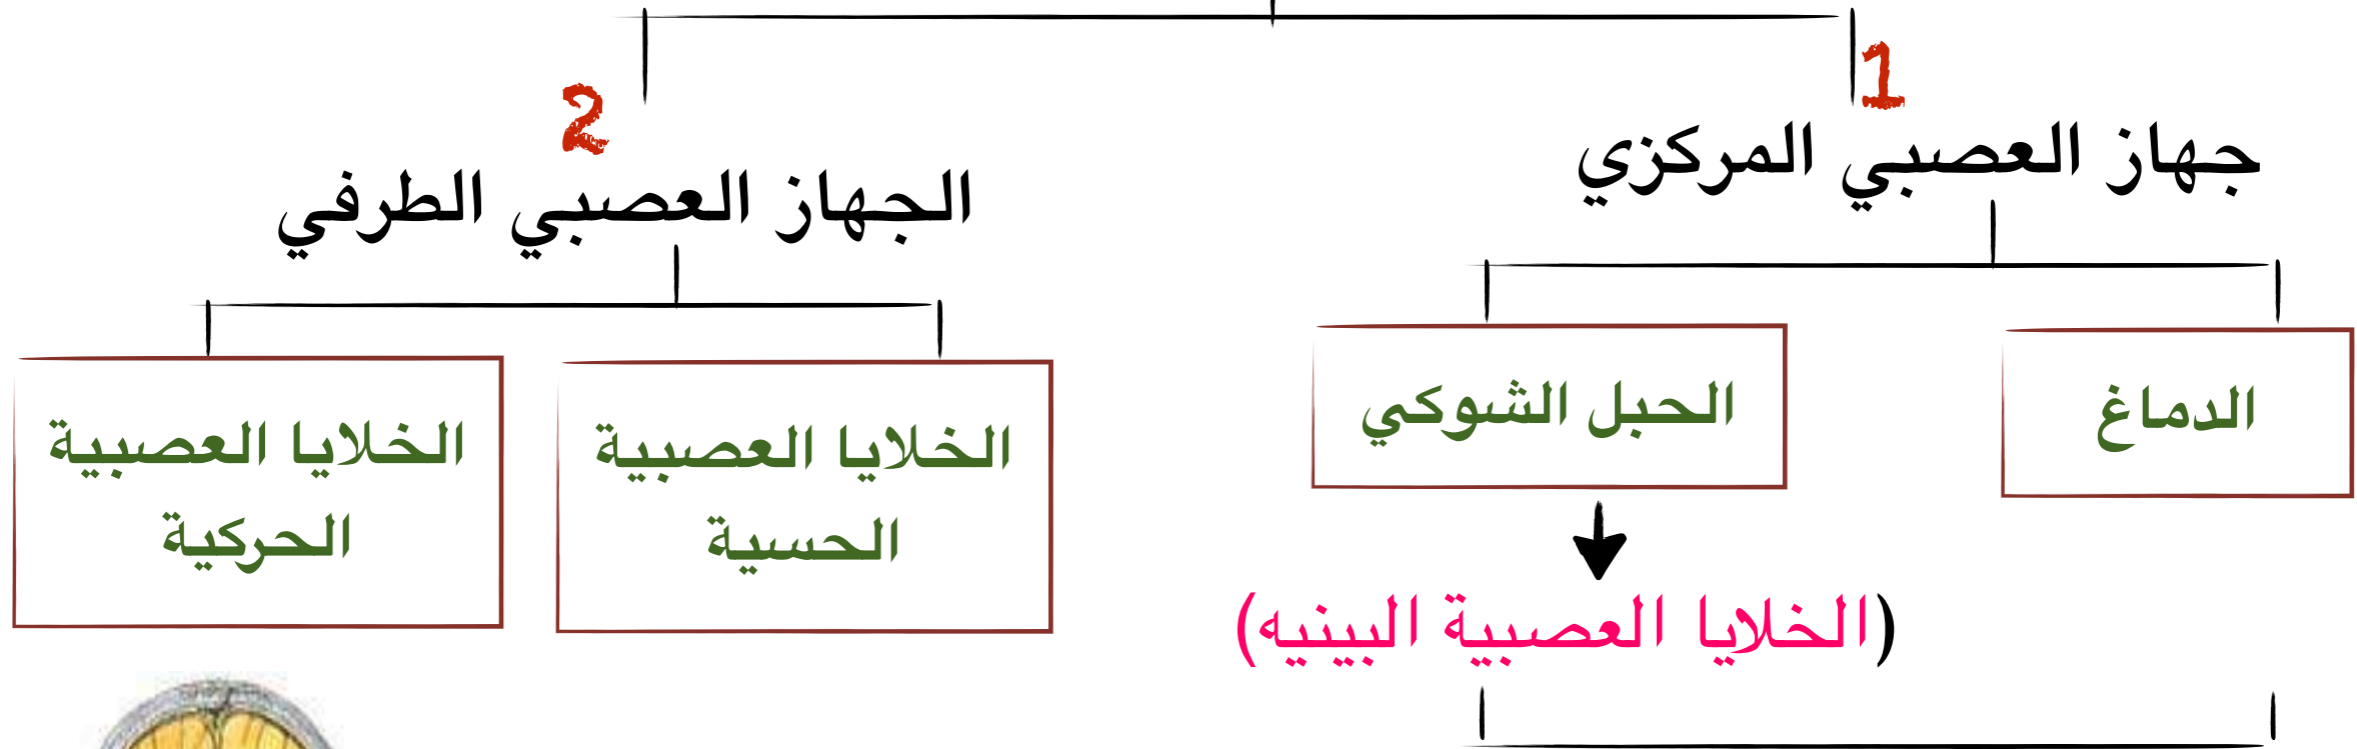 1
جهاز العصبي المركزي
2
الجهاز العصبي الطرفي
الدماغ
الحبل الشوكي
الخلايا العصبية
الحسية
الخلايا العصبية
الحركية
(الخلايا العصبية البينيه)